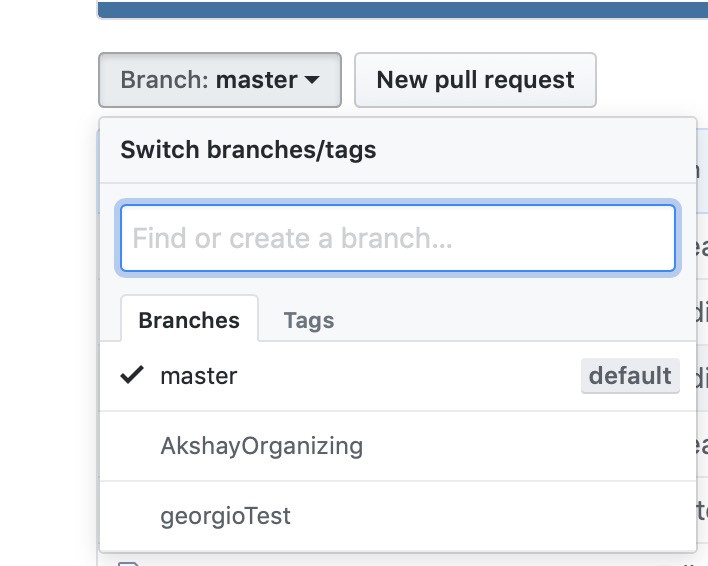 Branch: master New pull request
Switch branches/tags
Find or create a branch...
Branches Tags
master default
AkshayOrganizing
georgioTest